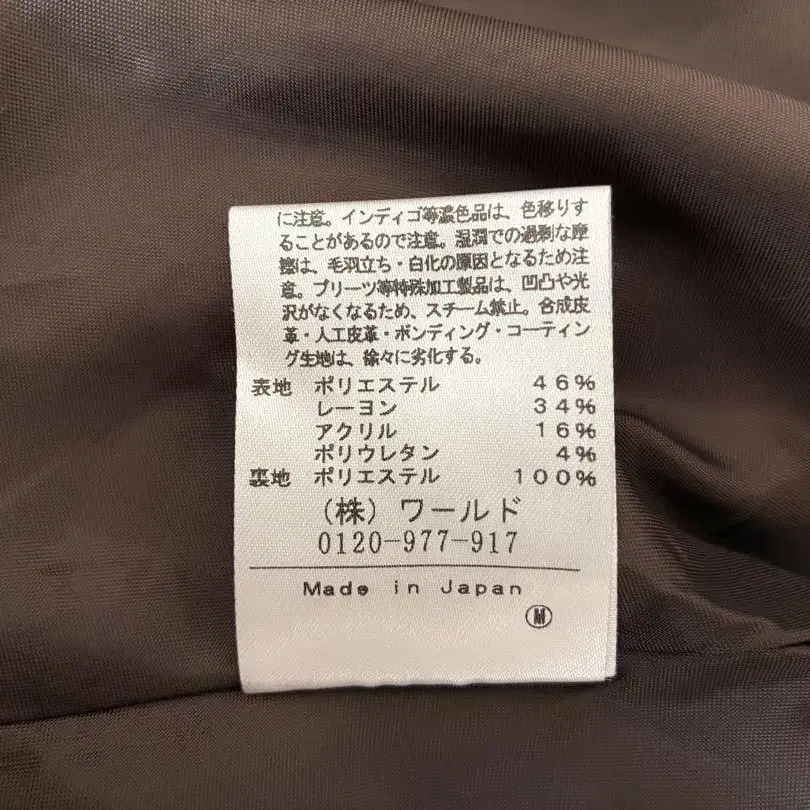 に注意。インディゴ等濃色品は、色移りす
ることがあるので注意。湿潤での過剰な摩
擦は、毛羽立ち・白化の原因となるため注
意。プリーツ等特殊加工製品は、凹凸や光
沢がなくなるため、スチーム禁止。合成皮
革・人工皮革・ボンディング・コーティン
グ生地は、徐々に劣化する。
表地 ポリエステル 46%
レーヨン 34%
アクリル 16%
ポリウレタン 4%
裏地 ポリエステル 100%
(株)ワールド
0120-977-917
Made in Japan
M